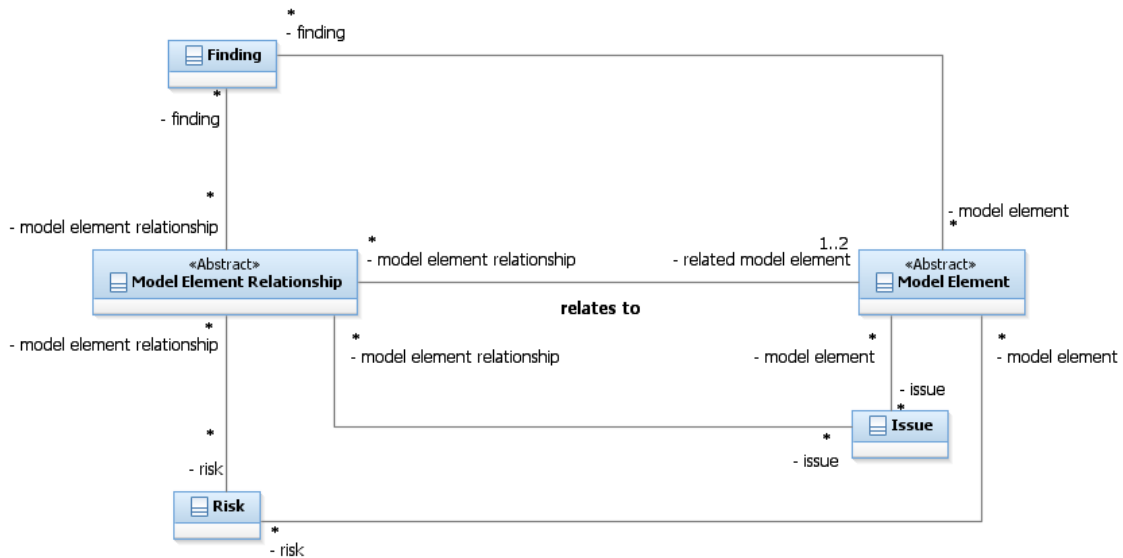 *
- finding
Finding
*
- finding
*
- model element relationship
- model element
*
«Abstract»
Model Element Relationship
*
- model element relationship
1..2
- related model element
«Abstract»
Model Element
relates to
*
- model element relationship
*
- model element relationship
*
- model element
*
- model element
- issue
*
Issue
*
- issue
*
- risk
Risk
*
- risk